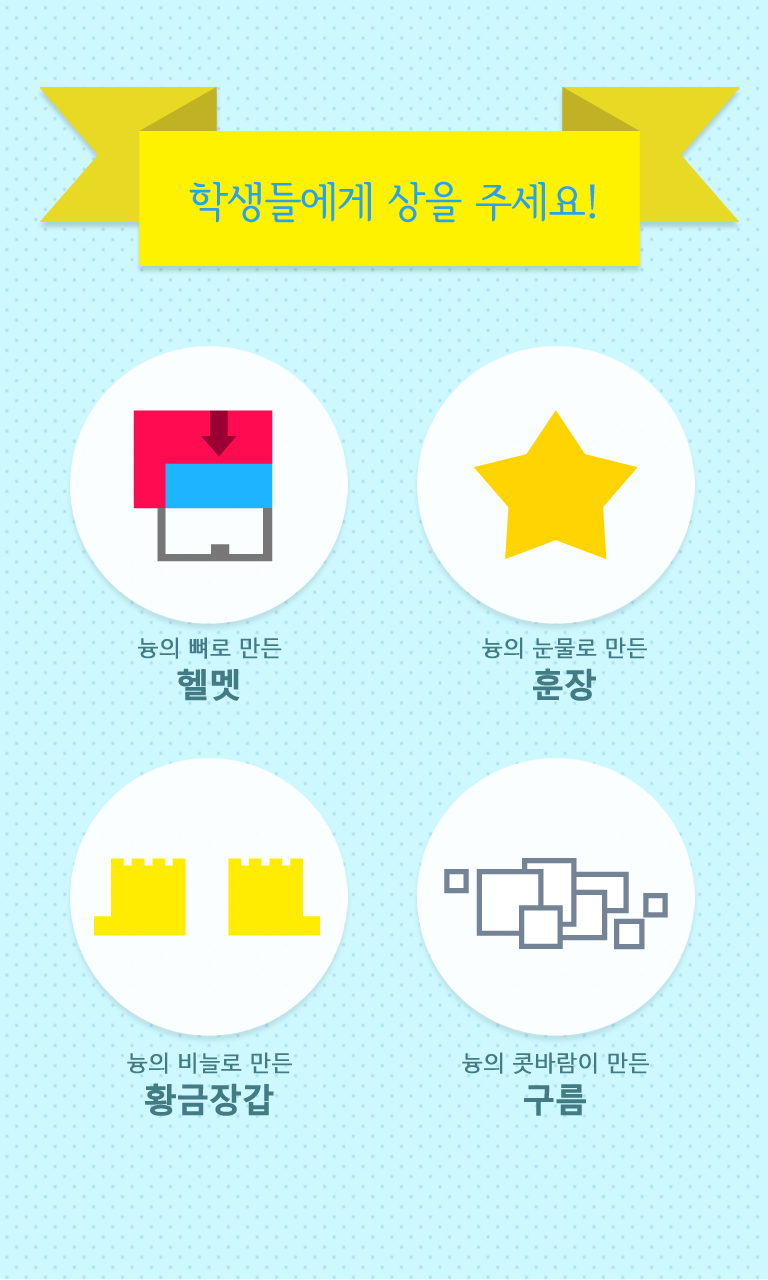 학생들에게 상을 주세요!
늉의 뼈로 만든
헬멧
늉의 눈물로 만든
훈장
늉의 비늘로 만든
황금장갑
늉의 콧바람이 만든
구름